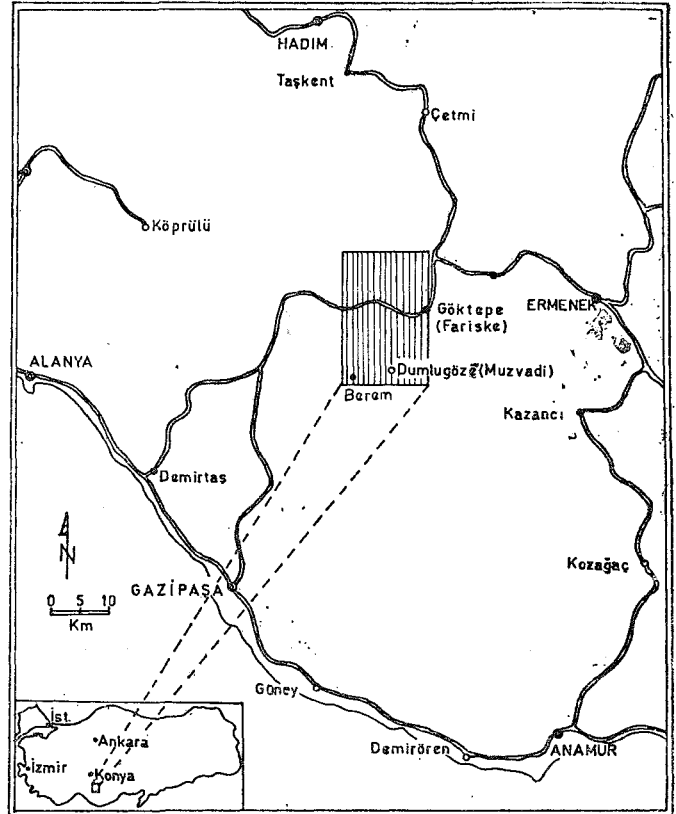 HADIM
Taşkent
Çetmi
Köprülü
Göktepe
(Fariske)
ERMENEK
ALANYA
Dumlugöze (Muzvadi)
Berem
Kazancı
Demirtaş
N
Kozağaç
GAZİPAŞA
0 5 10
Km
Güney
İst.
Ankara
İzmir
Konya
Demirören
ANAMUR